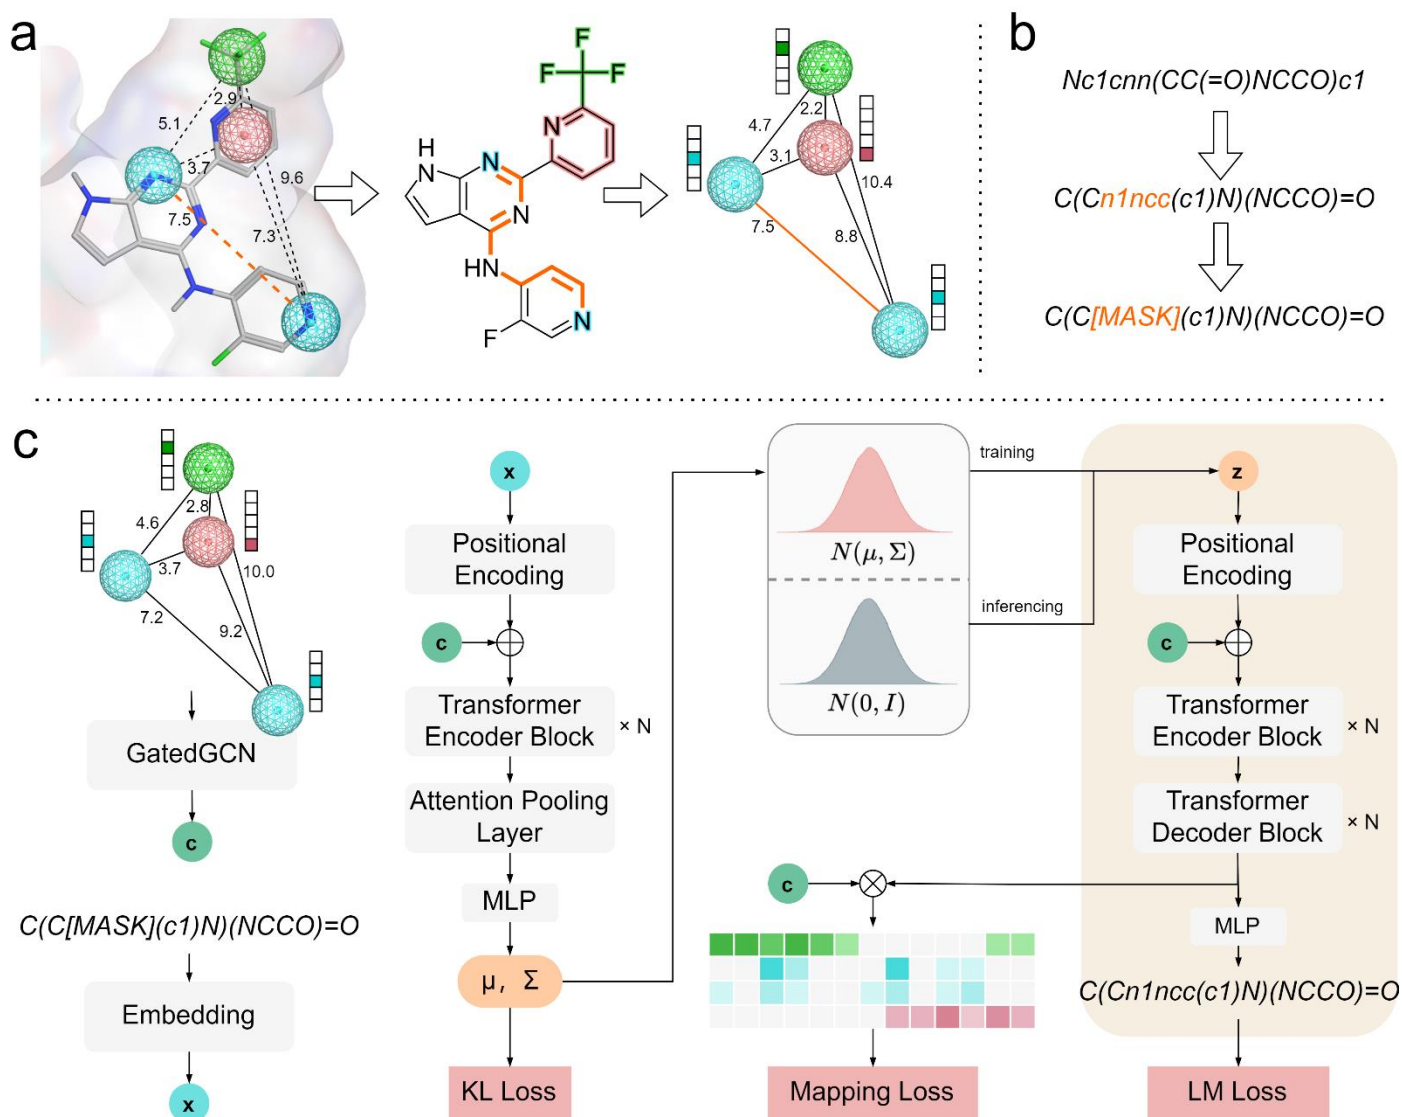 a
2.9
5.1
3.7
9.6
7.5
7.3
F
F
F
N
H
N
N
N
HN
F
N
2.2
4.7
3.1
10.4
7.5
8.8
b
Nc1cnn(CC(=O)NCCO)c1
C(Cn1ncc(c1)N)(NCCO)=O
C(C[MASK](c1)N)(NCCO)=O
c
2.8
4.6
3.7
10.0
7.2
9.2
GatedGCN
c
C(C[MASK](c1)N)(NCCO)=O
Embedding
x
x
Positional
Encoding
c
Transformer
Encoder Block
× N
Attention Pooling
Layer
MLP
μ, Σ
KL Loss
N(μ, Σ)
N(0, I)
training
inferencing
c
Mapping Loss
z
Positional
Encoding
c
Transformer
Encoder Block
× N
Transformer
Decoder Block
× N
MLP
C(Cn1ncc(c1)N)(NCCO)=O
LM Loss